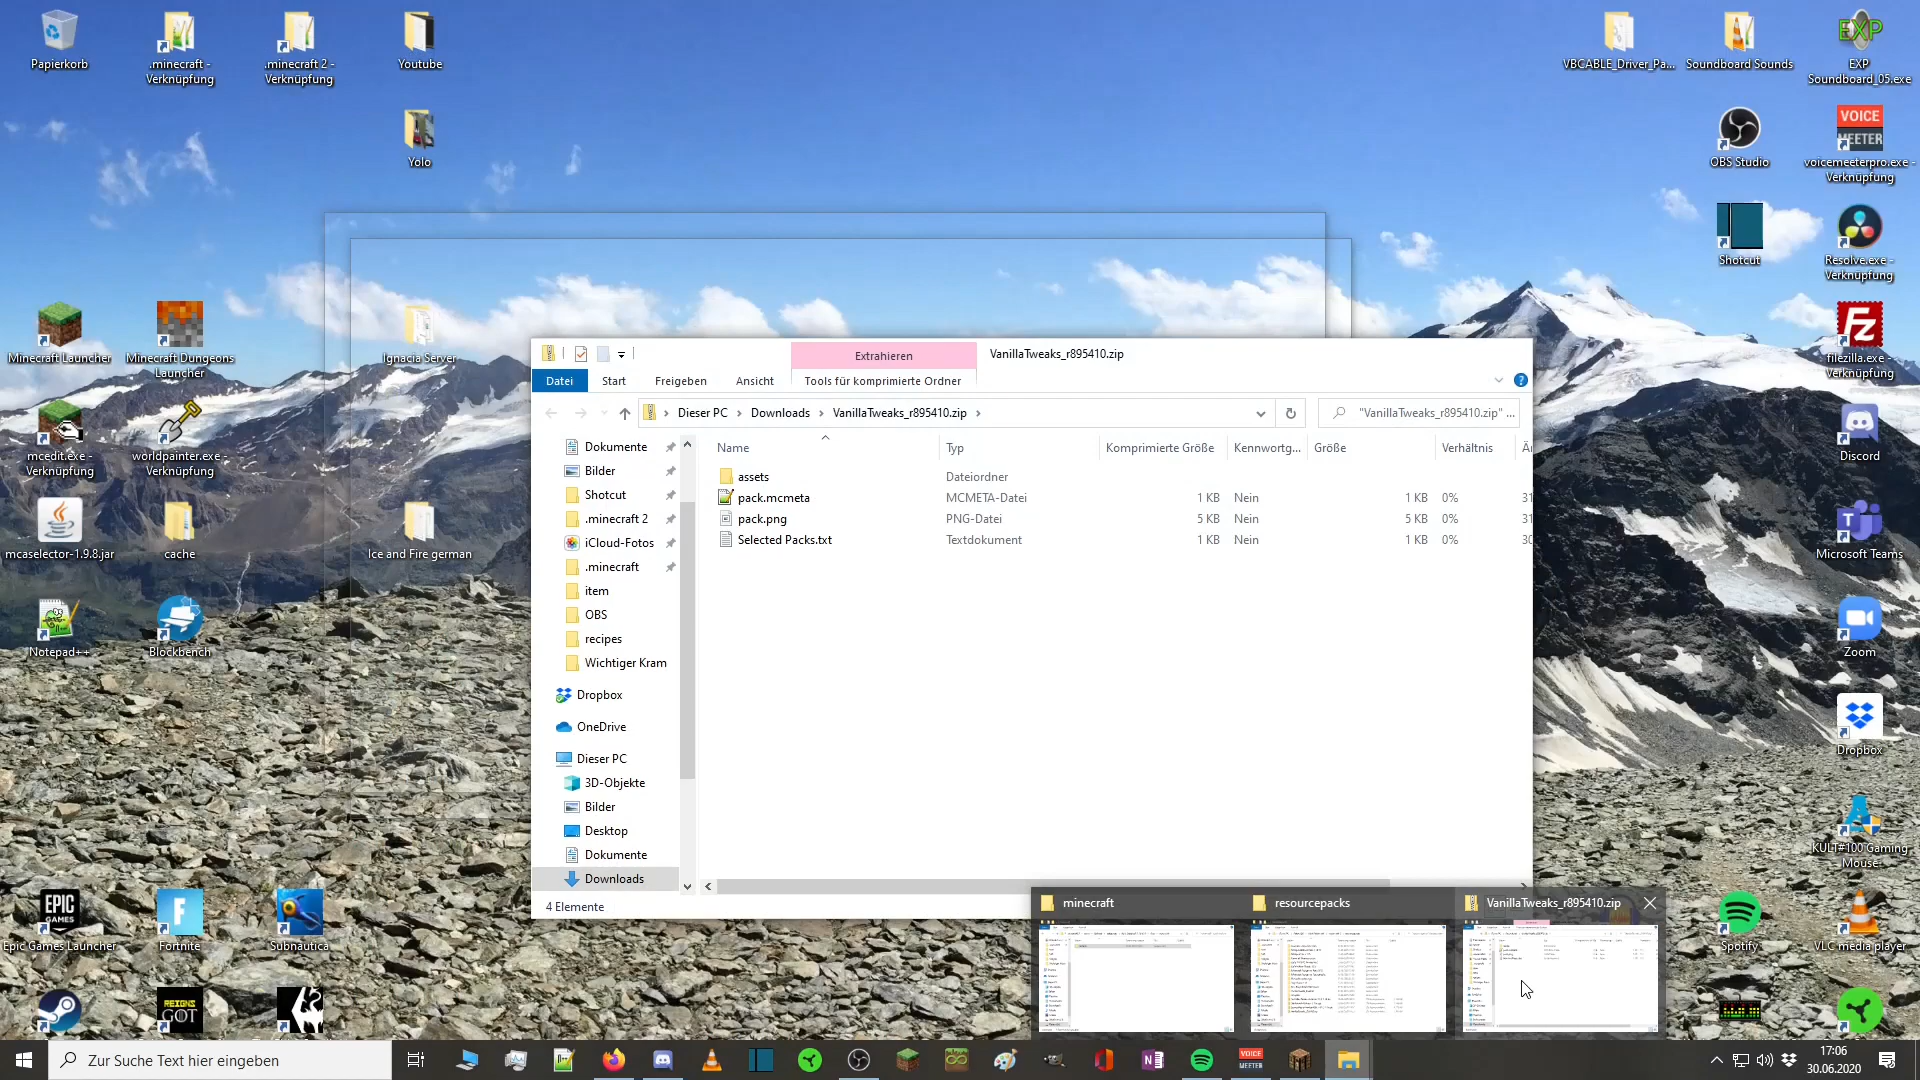 Papierkorb
.minecraft -
Verknüpfung
.minecraft 2 -
Verknüpfung
Youtube
VBCABLE_Driver_Pa...
Soundboard Sounds
EXP
EXP
Soundboard_05.exe
Yolo
OBS Studio
VOICE
MEETER
voicemeeterpro.exe -
Verknüpfung
Shotcut
Resolve.exe -
Verknüpfung
Minecraft Launcher
Minecraft Dungeons
Launcher
Ignacia Server
filezilla.exe -
Verknüpfung
mcedit.exe -
Verknüpfung
worldpainter.exe -
Verknüpfung
Discord
mcaselector-1.9.8.jar
cache
Ice and Fire german
Microsoft Teams
Notepad++
Blockbench
Zoom
Dropbox
KULT#100 Gaming
Mouse
EPIC
GAMES
Epic Games Launcher
Fortnite
Subnautica
Spotify
VLC media player
REIGNS
GOT
Extrahieren
VanillaTweaks_r895410.zip
Datei
Start
Freigeben
Ansicht
Tools für komprimierte Ordner
Dieser PC
Downloads
VanillaTweaks_r895410.zip
"VanillaTweaks_r895410.zip" ...
Name
Typ
Komprimierte Größe
Kennwortg...
Größe
Verhältnis
assets
Dateiordner
pack.mcmeta
MCMETA-Datei
1 KB
Nein
1 KB
0%
31
pack.png
PNG-Datei
5 KB
Nein
5 KB
0%
31
Selected Packs.txt
Textdokument
1 KB
Nein
1 KB
0%
30
Dokumente
Bilder
Shotcut
.minecraft 2
iCloud-Fotos
.minecraft
item
OBS
recipes
Wichtiger Kram
Dropbox
OneDrive
Dieser PC
3D-Objekte
Bilder
Desktop
Dokumente
Downloads
4 Elemente
minecraft
resourcepacks
VanillaTweaks_r895410.zip
Zur Suche Text hier eingeben
VOICE
MEETER
17:06
30.06.2020